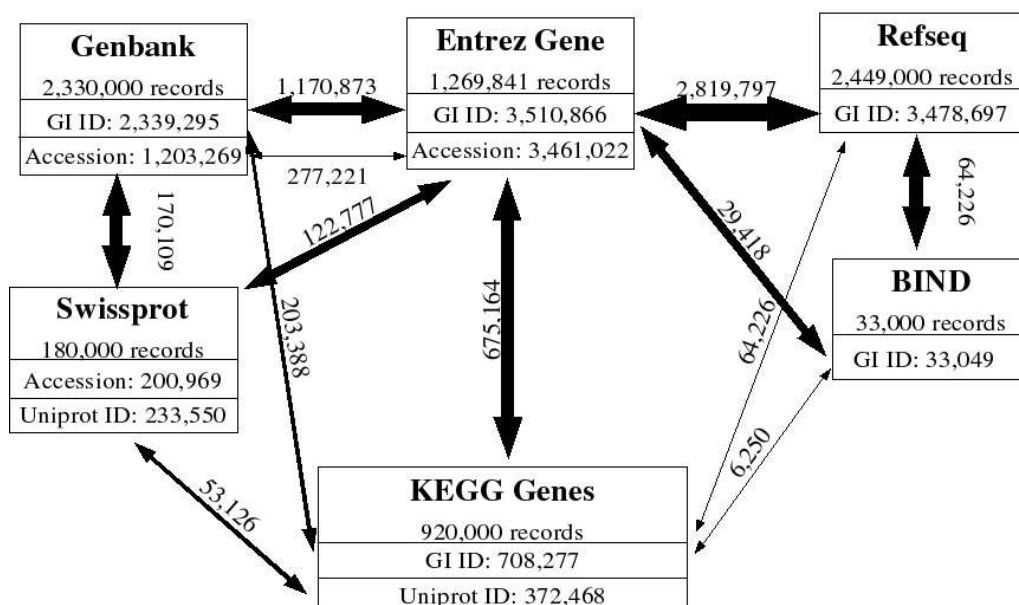 Genbank
2,330,000 records
GI ID: 2,339,295
Accession: 1,203,269
1,170,873
277,221
Entrez Gene
1,269,841 records
GI ID: 3,510,866
Accession: 3,461,022
2,819,797
Refseq
2,449,000 records
GI ID: 3,478,697
170,109
122,777
203,388
675,164
29,418
64,226
64,226
Swissprot
180,000 records
Accession: 200,969
Uniprot ID: 233,550
BIND
33,000 records
GI ID: 33,049
53,126
6,250
KEGG Genes
920,000 records
GI ID: 708,277
Uniprot ID: 372,468